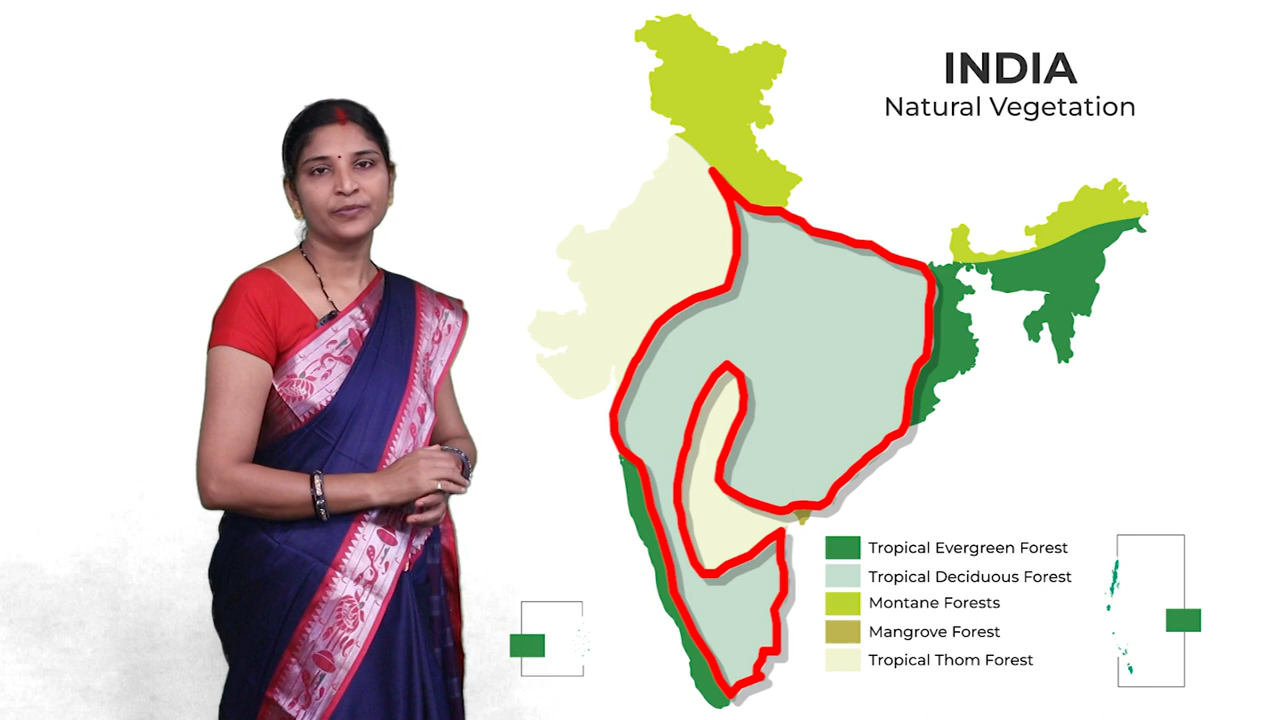 INDIA
Natural Vegetation
Tropical Evergreen Forest
Tropical Deciduous Forest
Montane Forests
Mangrove Forest
Tropical Thom Forest